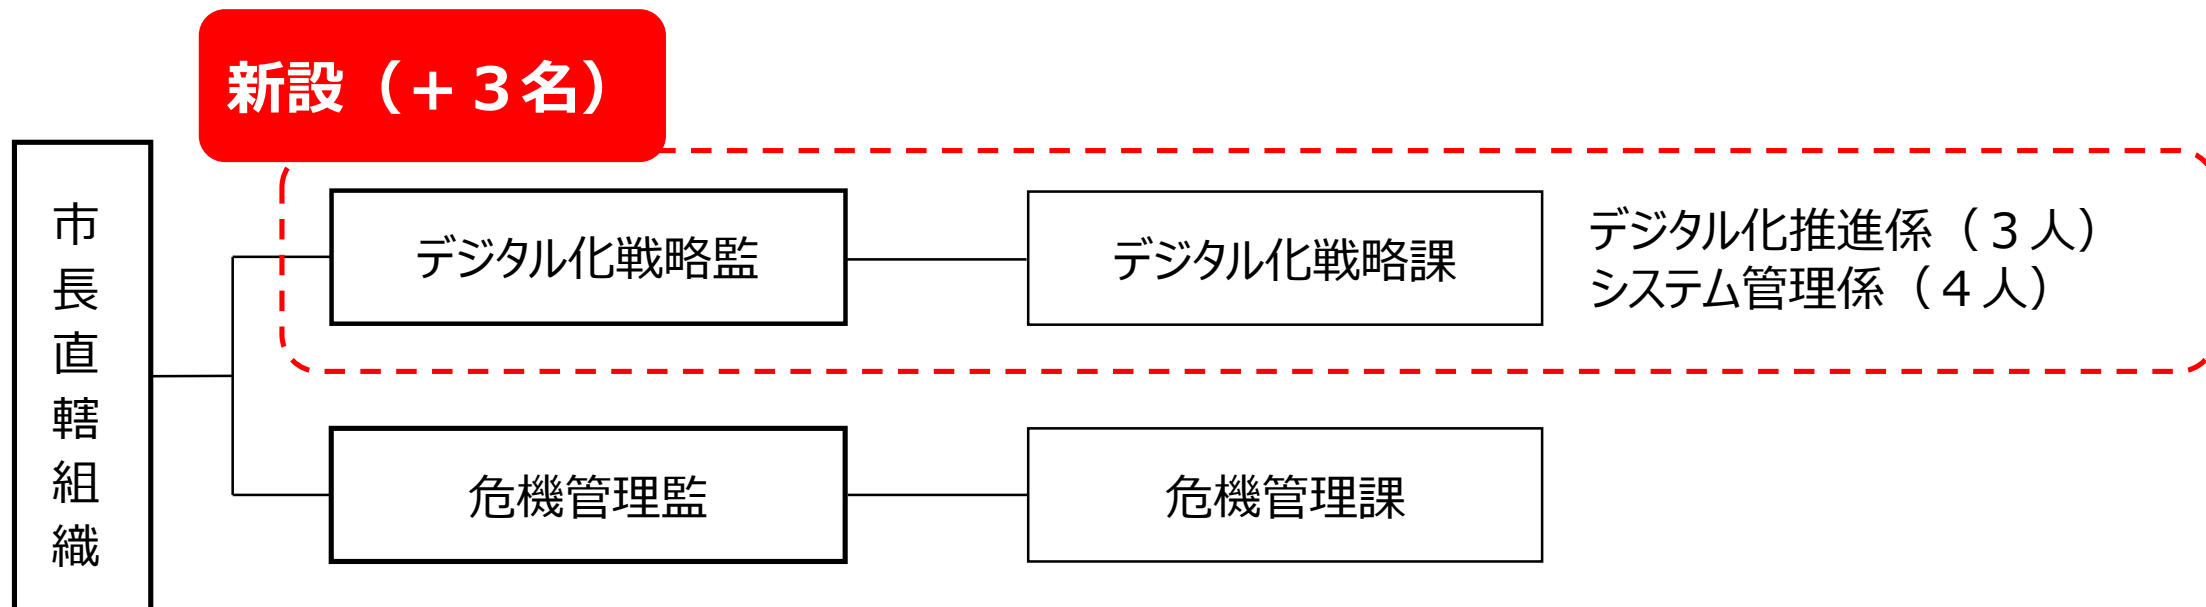 新設（+３名）
市長直轄組織
デジタル化戦略監
デジタル化戦略課
デジタル化推進係（３人）
システム管理係（４人）
危機管理監
危機管理課